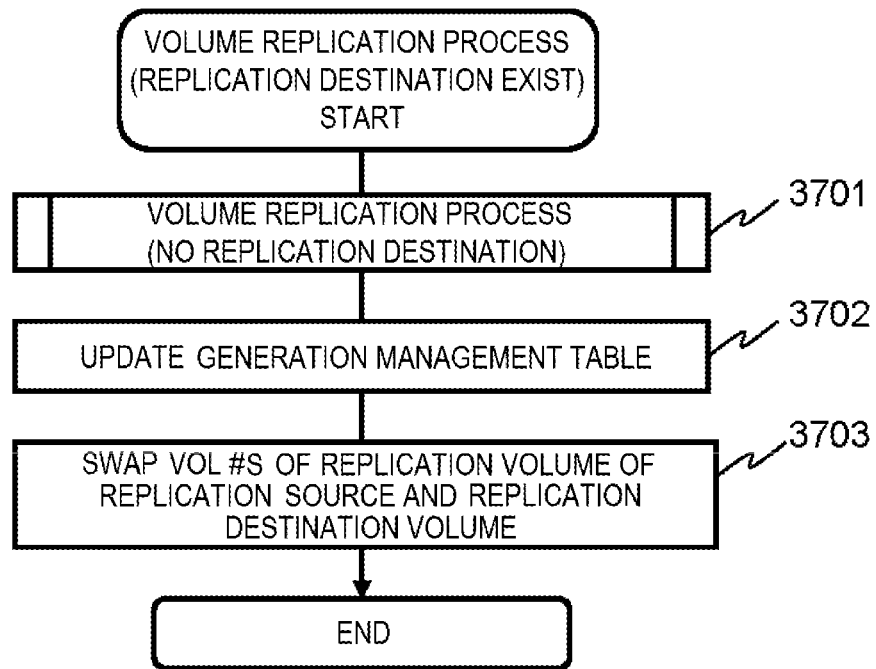 VOLUME REPLICATION PROCESS
(REPLICATION DESTINATION EXIST)
START
3701
VOLUME REPLICATION PROCESS
(NO REPLICATION DESTINATION)
3702
UPDATE GENERATION MANAGEMENT TABLE
3703
SWAP VOL #S OF REPLICATION VOLUME OF
REPLICATION SOURCE AND REPLICATION
DESTINATION VOLUME
END